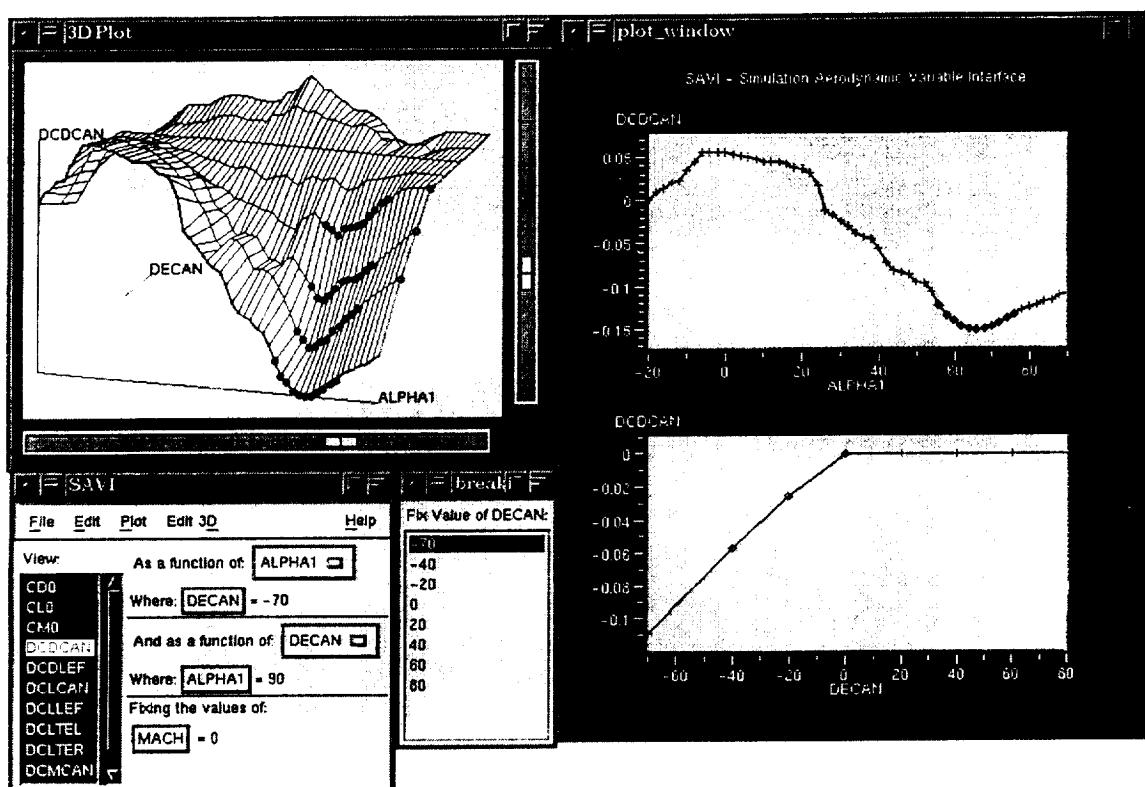 3D Plot
DCDCAN
DECAN
ALPHA1
plot_window
SAVI - Simulation Aerodynamic Variable Interface
DCDCAN
0.05
0
-0.05
-0.1
-0.15
-20
0
20
40
60
80
ALPHA1
DCDCAN
0
-0.02
-0.04
-0.06
-0.08
-0.1
-60
-40
-20
0
20
40
60
80
DECAN
SAVI
File Edit Plot Edit 3D Help
View:
CD0
CL0
CM0
DCDCAN
DCDLEF
DCLCAN
DCLLEF
DCLTEL
DCLTER
DCMCAN
As a function of: ALPHA1
Where: DECAN = -70
And as a function of: DECAN
Where: ALPHA1 = 90
Fixing the values of:
MACH = 0
break
Fix Value of DECAN:
-70
-40
-20
0
20
40
60
80